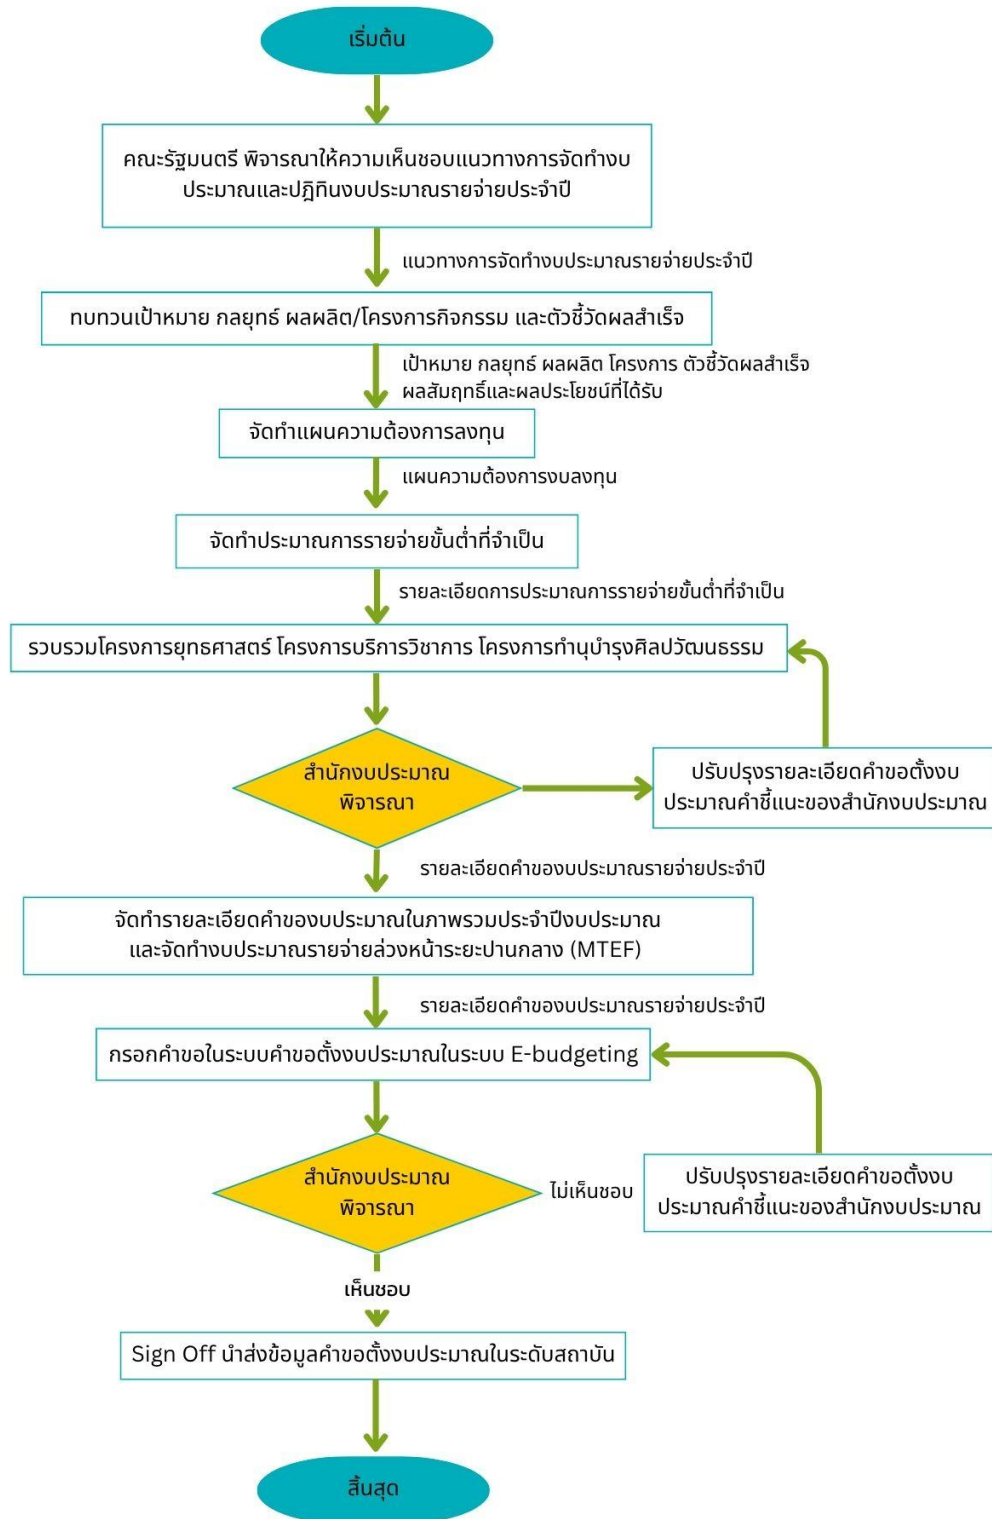 เริ่มต้น
คณะรัฐมนตรี พิจารณาให้ความเห็นชอบแนวทางการจัดทำงบ
ประมาณและปฎิทินงบประมาณรายจ่ายประจำปี
แนวทางการจัดทำงบประมาณรายจ่ายประจำปี
ทบทวนเป้าหมาย กลยุทธ์ ผลผลิต/โครงการกิจกรรม และตัวชี้วัดผลสำเร็จ
เป้าหมาย กลยุทธ์ ผลผลิต โครงการ ตัวชี้วัดผลสำเร็จ
ผลสัมฤทธิ์และผลประโยชน์ที่ได้รับ
จัดทำแผนความต้องการลงทุน
แผนความต้องการงบลงทุน
จัดทำประมาณการรายจ่ายขั้นต่ำที่จำเป็น
รายละเอียดการประมาณการรายจ่ายขั้นต่ำที่จำเป็น
รวบรวมโครงการยุทธศาสตร์ โครงการบริการวิชาการ โครงการทำนุบำรุงศิลปวัฒนธรรม
สำนักงบประมาณ
พิจารณา
ปรับปรุงรายละเอียดคำขอตั้งงบ
ประมาณคำชี้แนะของสำนักงบประมาณ
รายละเอียดคำของบประมาณรายจ่ายประจำปี
จัดทำรายละเอียดคำของบประมาณในภาพรวมประจำปีงบประมาณ
และจัดทำงบประมาณรายจ่ายล่วงหน้าระยะปานกลาง (MTEF)
รายละเอียดคำของบประมาณรายจ่ายประจำปี
กรอกคำขอในระบบคำขอตั้งงบประมาณในระบบ E-budgeting
สำนักงบประมาณ
พิจารณา
ไม่เห็นชอบ
ปรับปรุงรายละเอียดคำขอตั้งงบ
ประมาณคำชี้แนะของสำนักงบประมาณ
เห็นชอบ
Sign Off นำส่งข้อมูลคำขอตั้งงบประมาณในระดับสถาบัน
สิ้นสุด